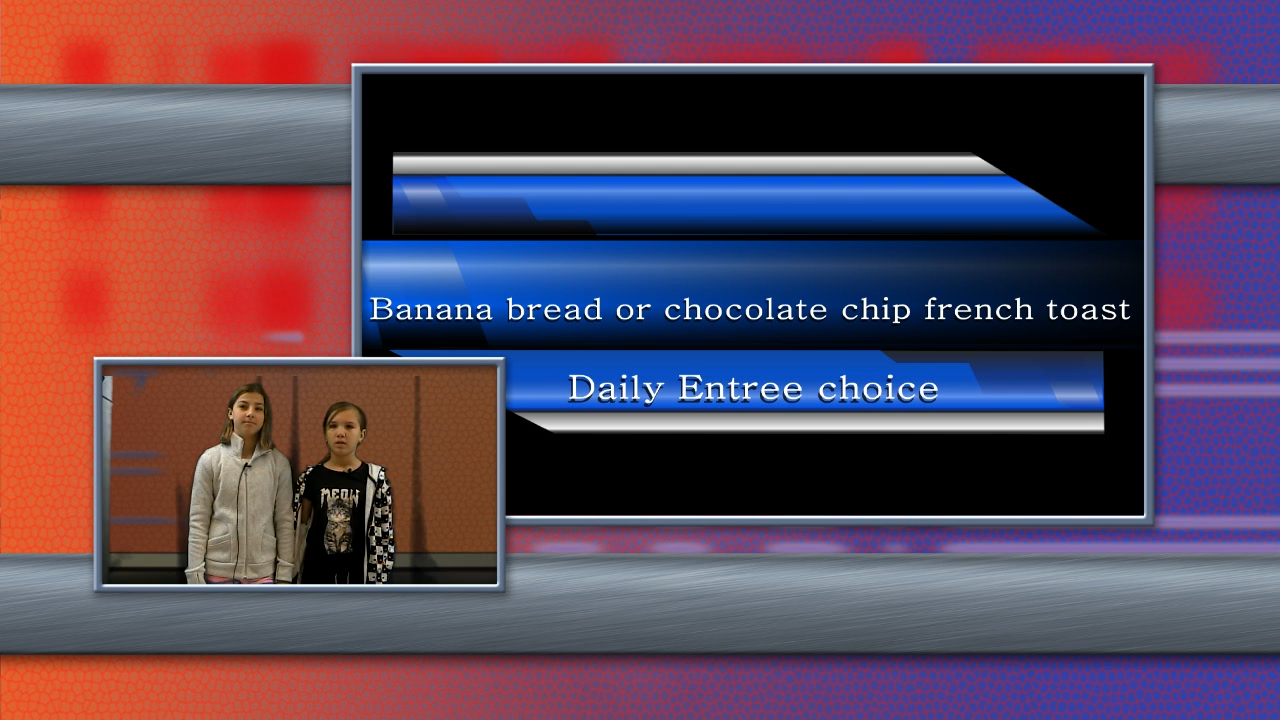 Banana bread or chocolate chip french toast
Daily Entree choice
MEOW